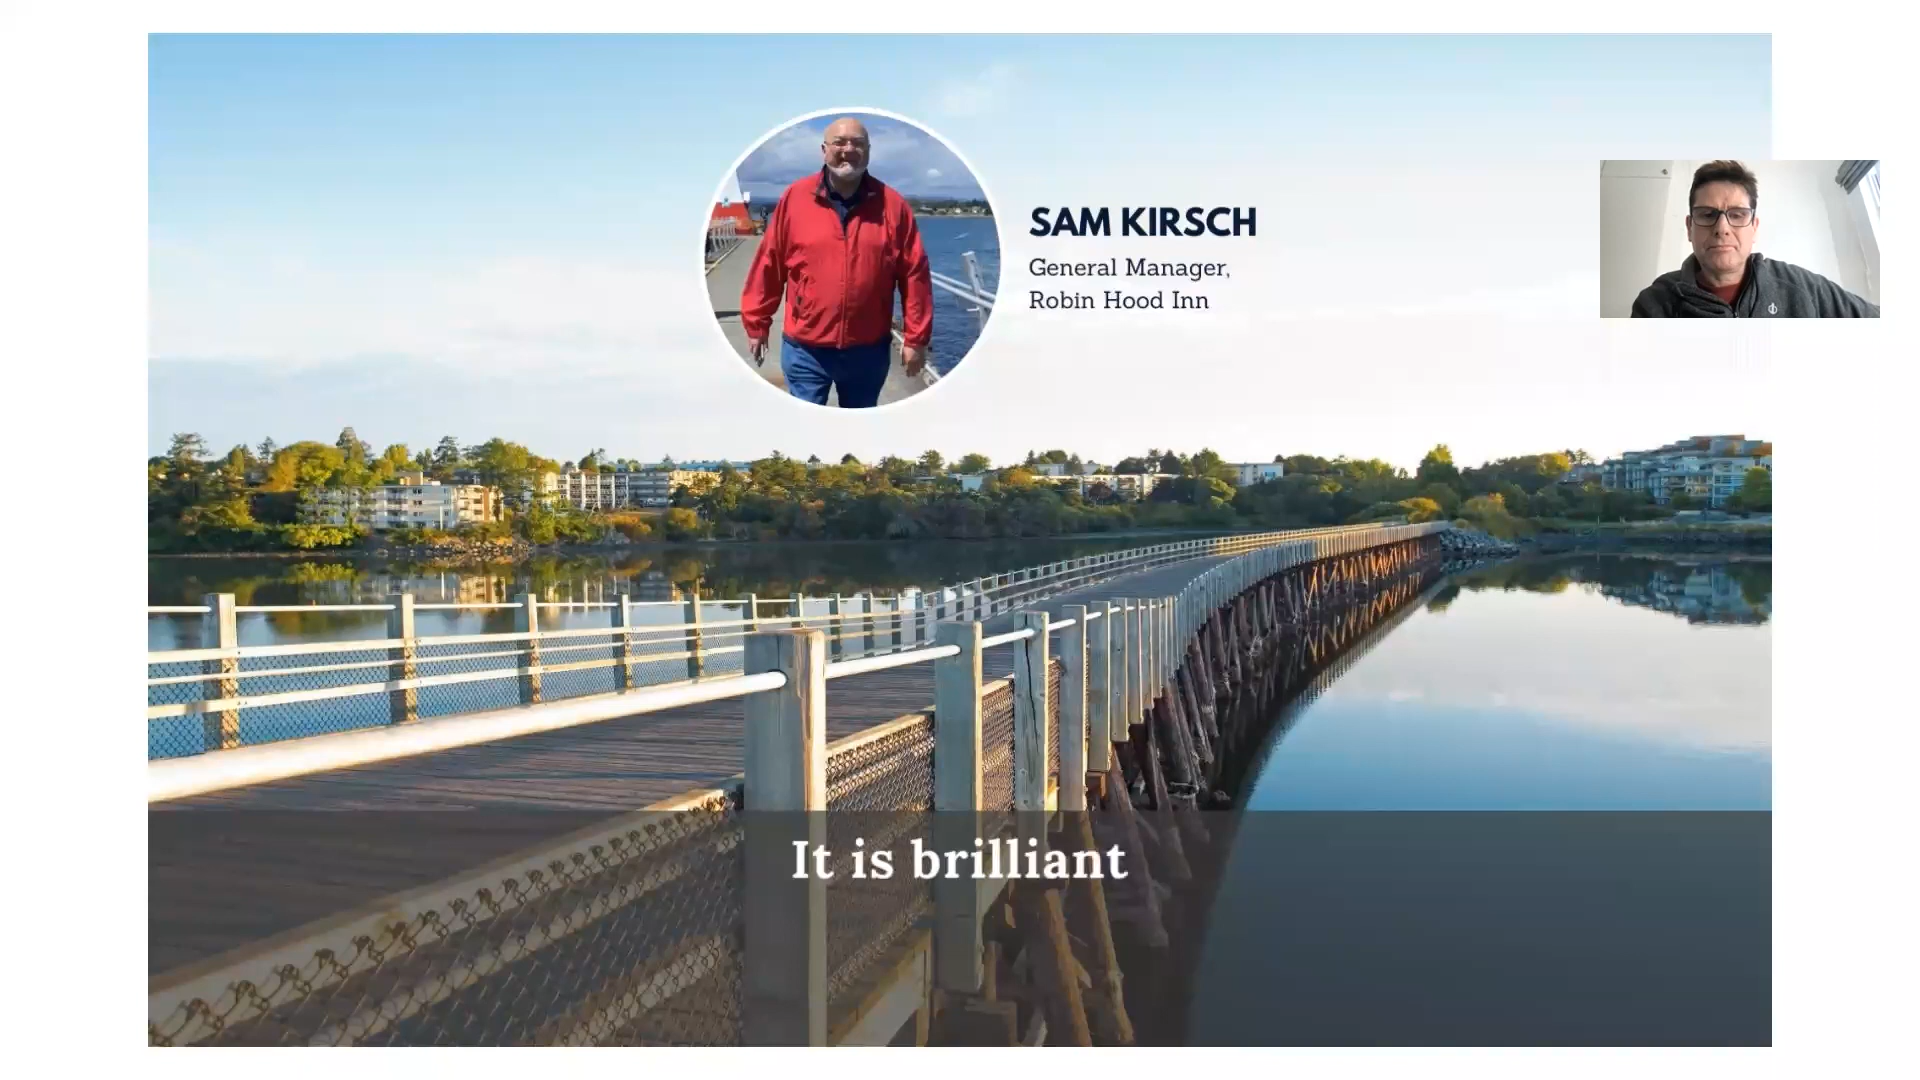 SAM KIRSCH
General Manager,
Robin Hood Inn
It is brilliant